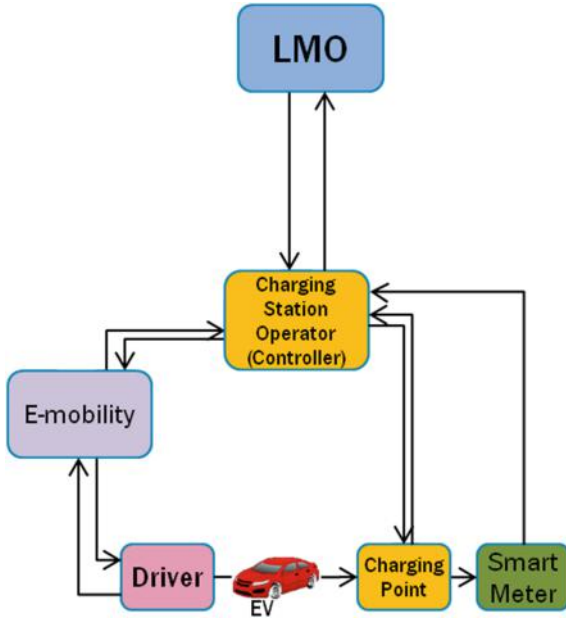 LMO
Charging
Station
Operator
(Controller)
E-mobility
Driver
EV
Charging
Point
Smart
Meter